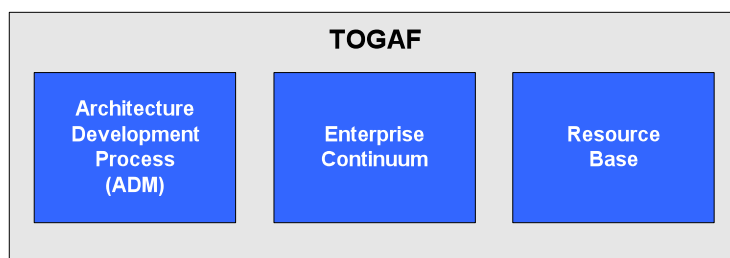 TOGAF
Architecture
Development
Process
(ADM)
Enterprise
Continuum
Resource
Base